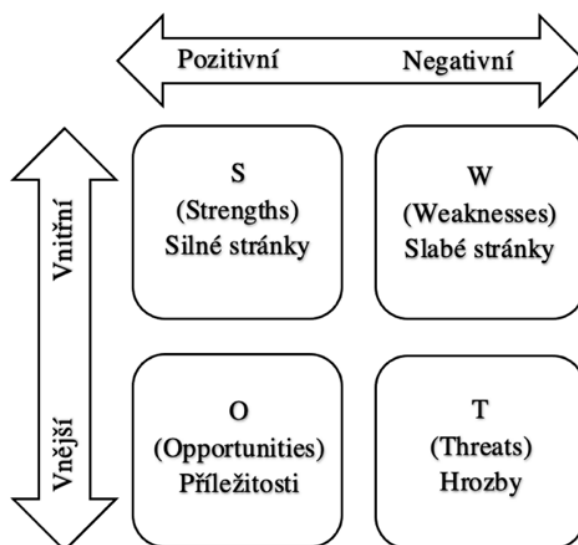 Pozitivní Negativní
Vnitřní
S
(Strengths)
Silné stránky
W
(Weaknesses)
Slabé stránky
Vnější
O
(Opportunities)
Příležitosti
T
(Threats)
Hrozby